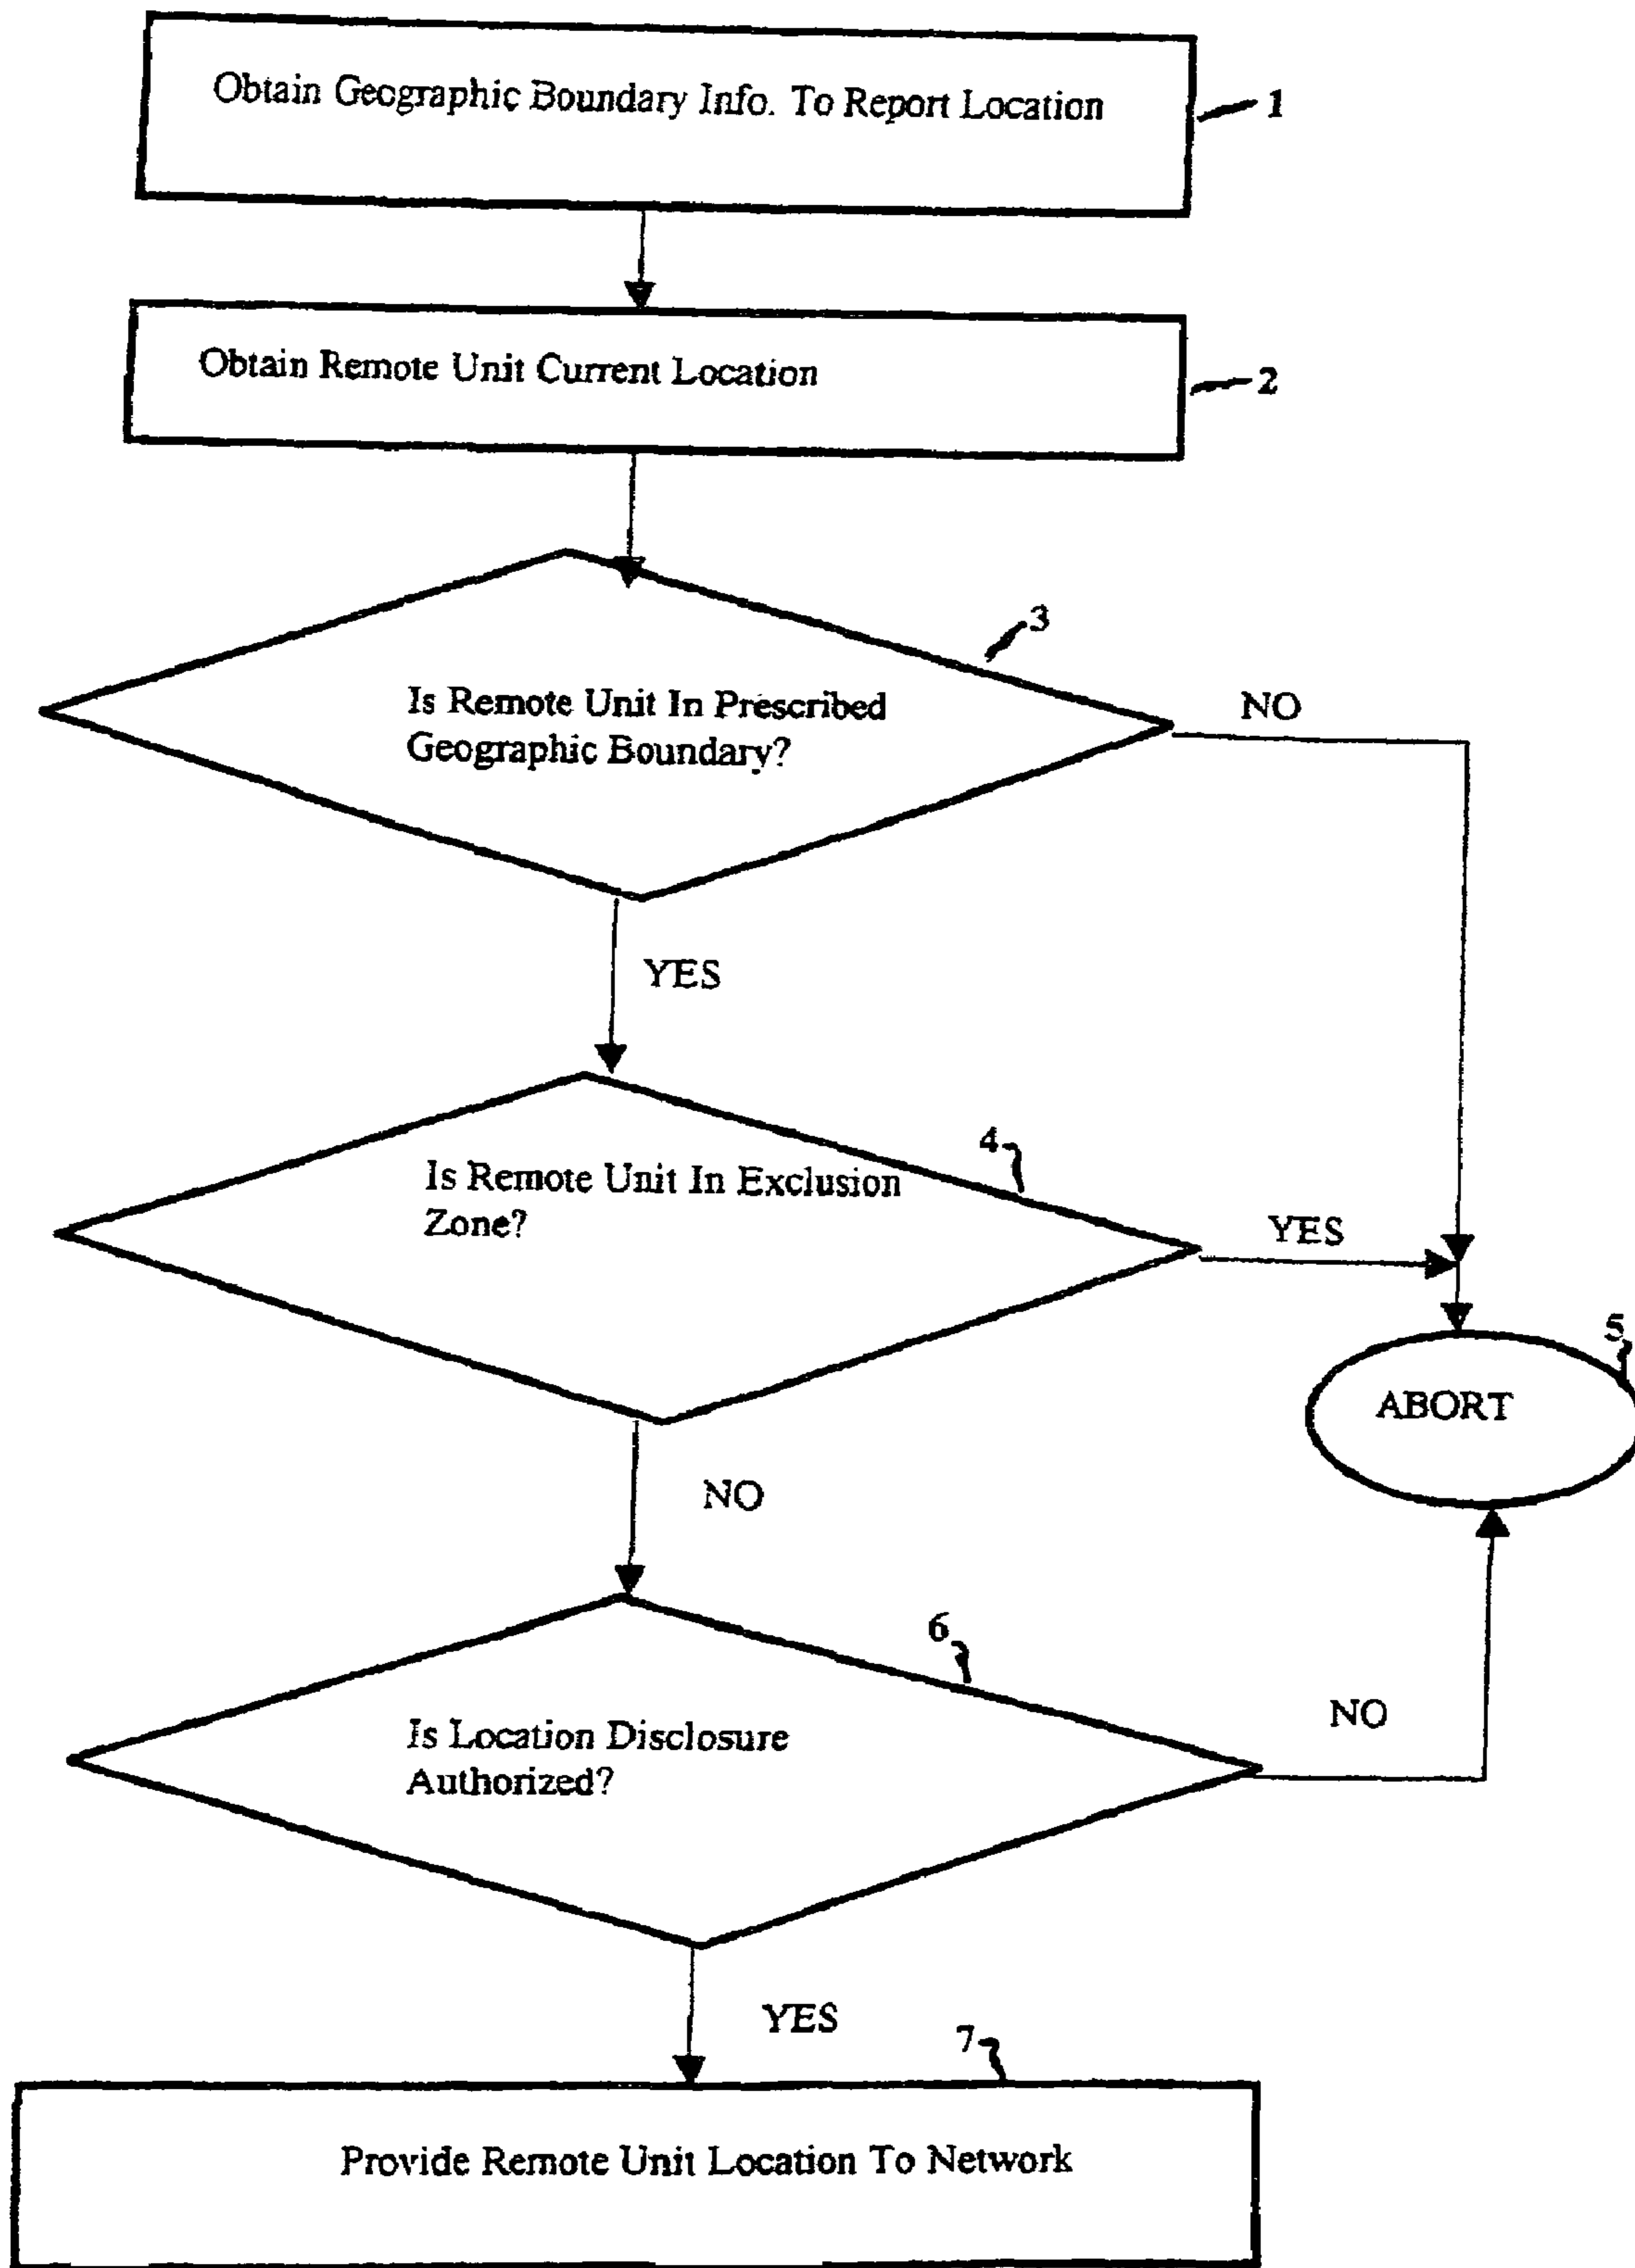 Obtain Geographic Boundary Info. To Report Location
1
Obtain Remote Unit Current Location
2
3
Is Remote Unit In Prescribed
Geographic Boundary?
NO
YES
4
Is Remote Unit In Exclusion
Zone?
YES
5
ABORT
NO
6
Is Location Disclosure
Authorized?
NO
YES
7
Provide Remote Unit Location To Network